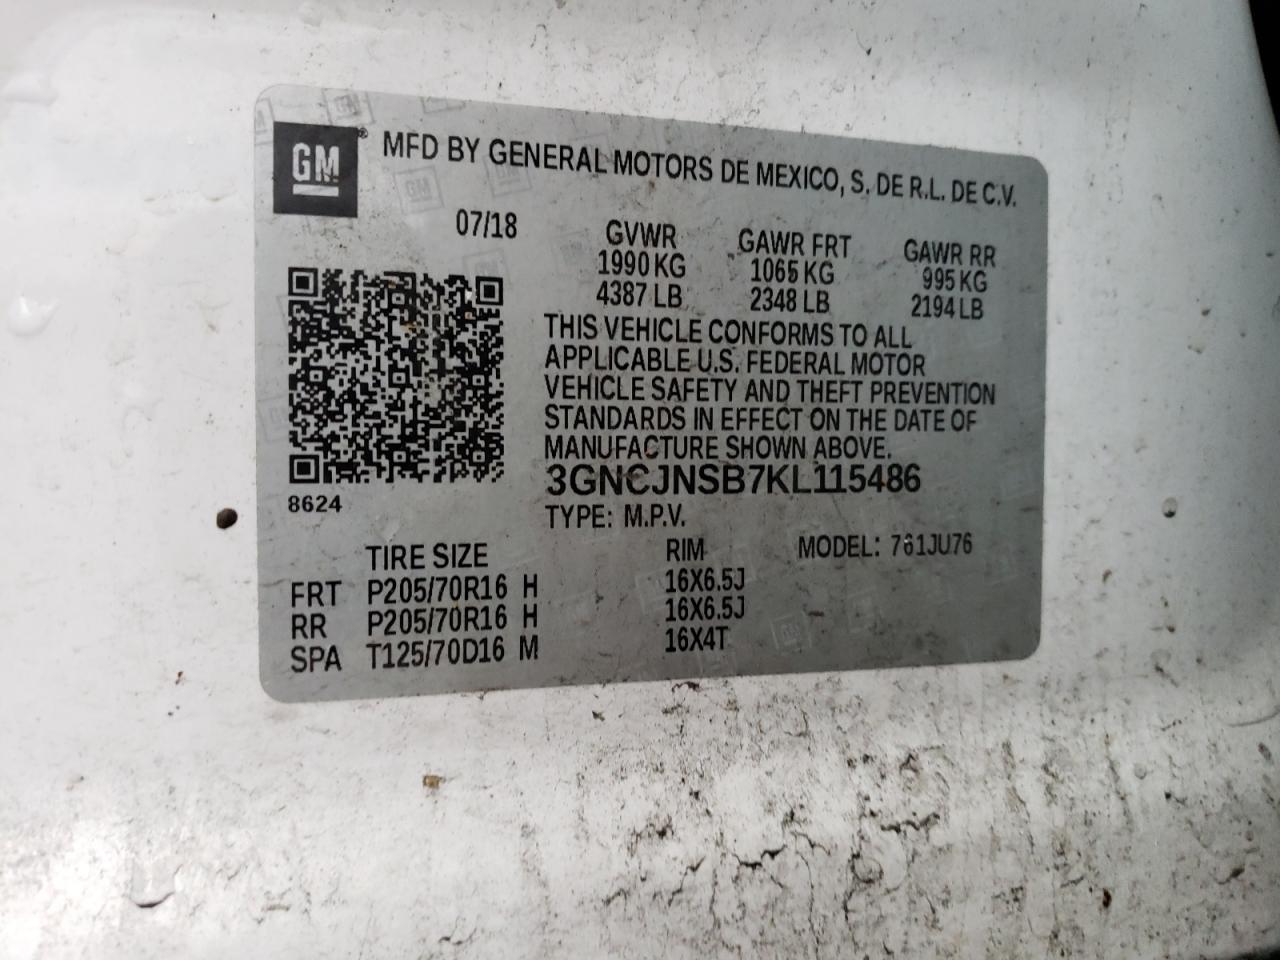 GM ® MFD BY GENERAL MOTORS DE MEXICO, S. DE R.L. DE C.V.
07/18 GVWR GAWR FRT GAWR RR
1990 KG 1065 KG 995 KG
4387 LB 2348 LB 2194 LB
THIS VEHICLE CONFORMS TO ALL
APPLICABLE U.S. FEDERAL MOTOR
VEHICLE SAFETY AND THEFT PREVENTION
STANDARDS IN EFFECT ON THE DATE OF
MANUFACTURE SHOWN ABOVE.
3GNCJNSB7KL115486
8624
TYPE: M.P.V.
TIRE SIZE RIM MODEL: 761JU76
FRT P205/70R16 H 16X6.5J
RR P205/70R16 H 16X6.5J
SPA T125/70D16 M 16X4T